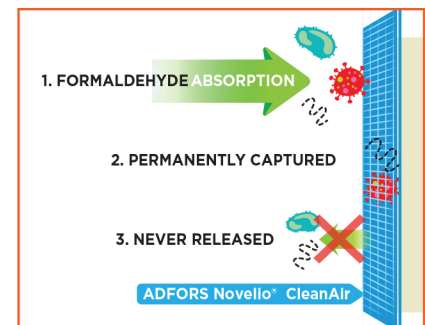 1. FORMALDEHYDE ABSORPTION
2. PERMANENTLY CAPTURED
3. NEVER RELEASED
ADFORS Novelio® CleanAir